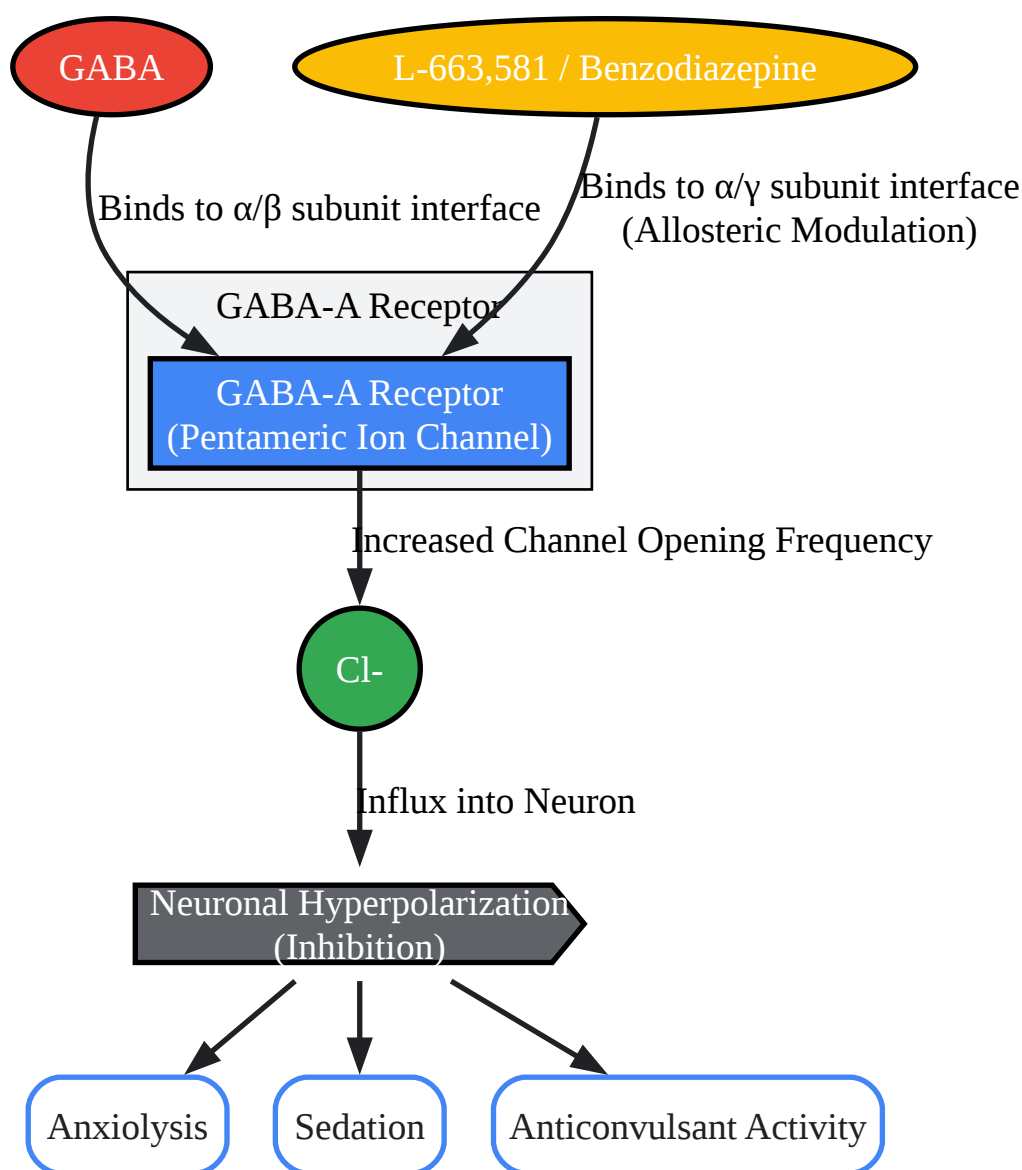 GABA
L-663,581 / Benzodiazepine
Binds to α/β subunit interface
Binds to α/γ subunit interface
(Allosteric Modulation)
GABA-A Receptor
GABA-A Receptor
(Pentameric Ion Channel)
Increased Channel Opening Frequency
Cl-
Influx into Neuron
Neuronal Hyperpolarization
(Inhibition)
Anxiolysis
Sedation
Anticonvulsant Activity